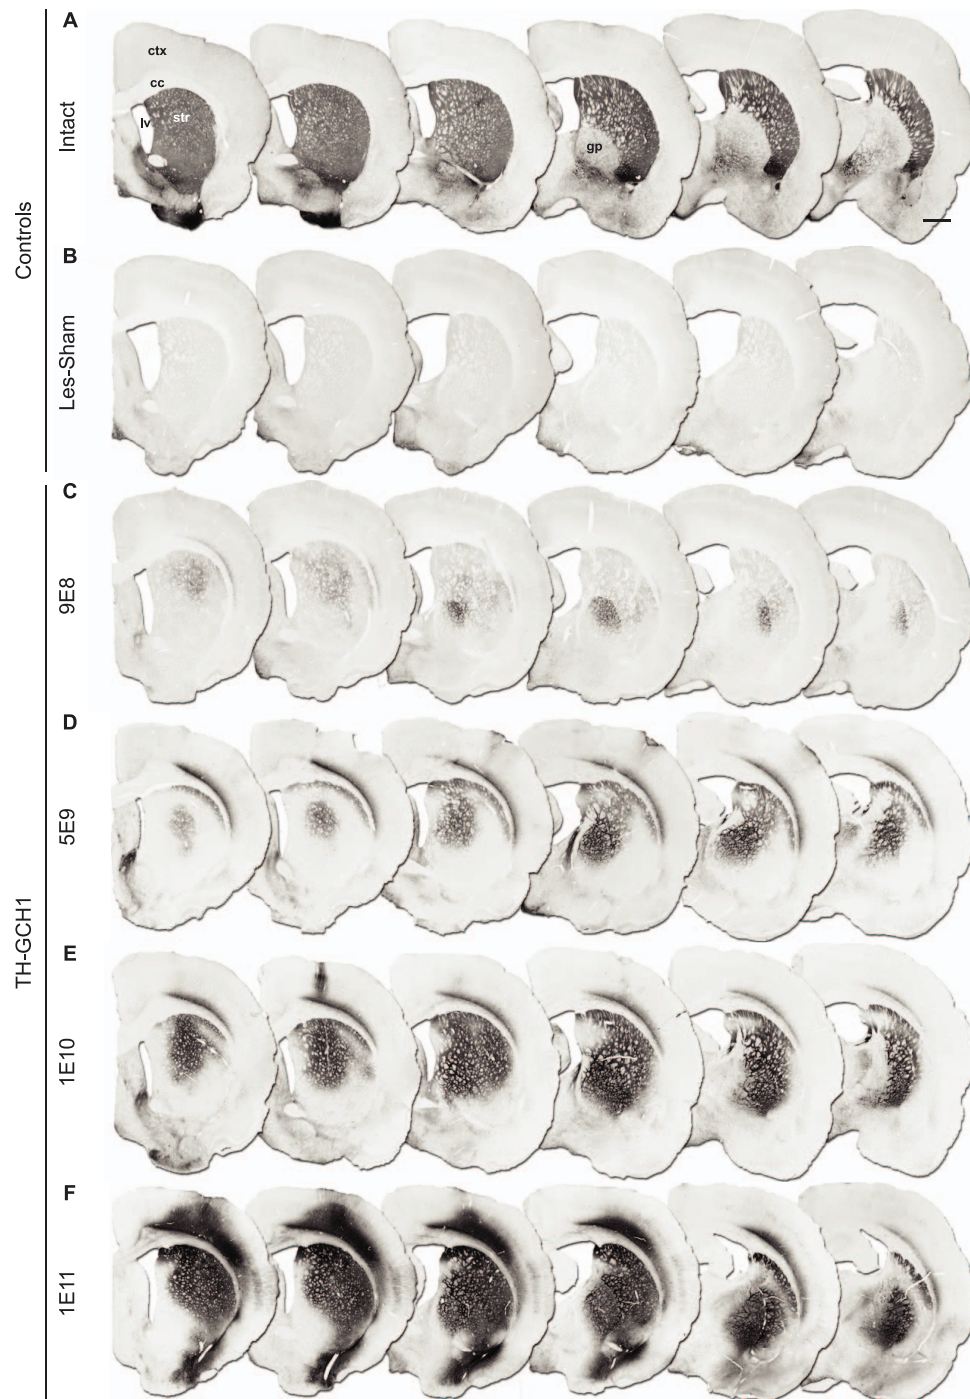 Controls
TH-GCH1
A
Intact
ctx
cc
lv
str
gp
B
Les-Sham
C
9E8
D
5E9
E
1E10
F
1E11